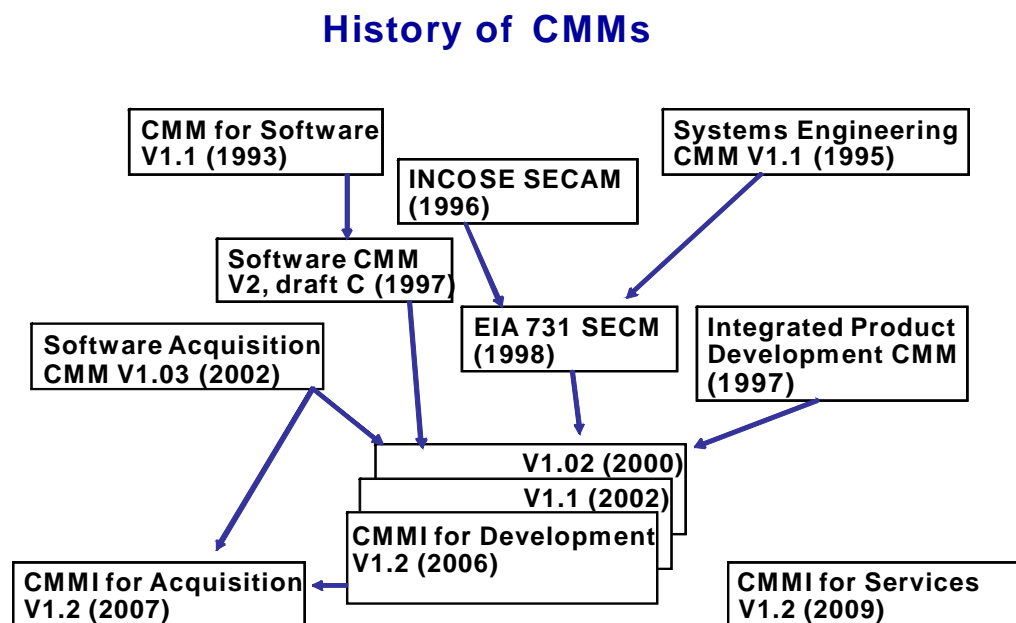 History of CMMs
CMM for Software
V1.1 (1993)
Systems Engineering
CMM V1.1 (1995)
INCOSE SECAM
(1996)
Software CMM
V2, draft C (1997)
EIA 731 SECM
(1998)
Integrated Product
Development CMM
(1997)
Software Acquisition
CMM V1.03 (2002)
V1.02 (2000)
V1.1 (2002)
CMMI for Development
V1.2 (2006)
CMMI for Acquisition
V1.2 (2007)
CMMI for Services
V1.2 (2009)